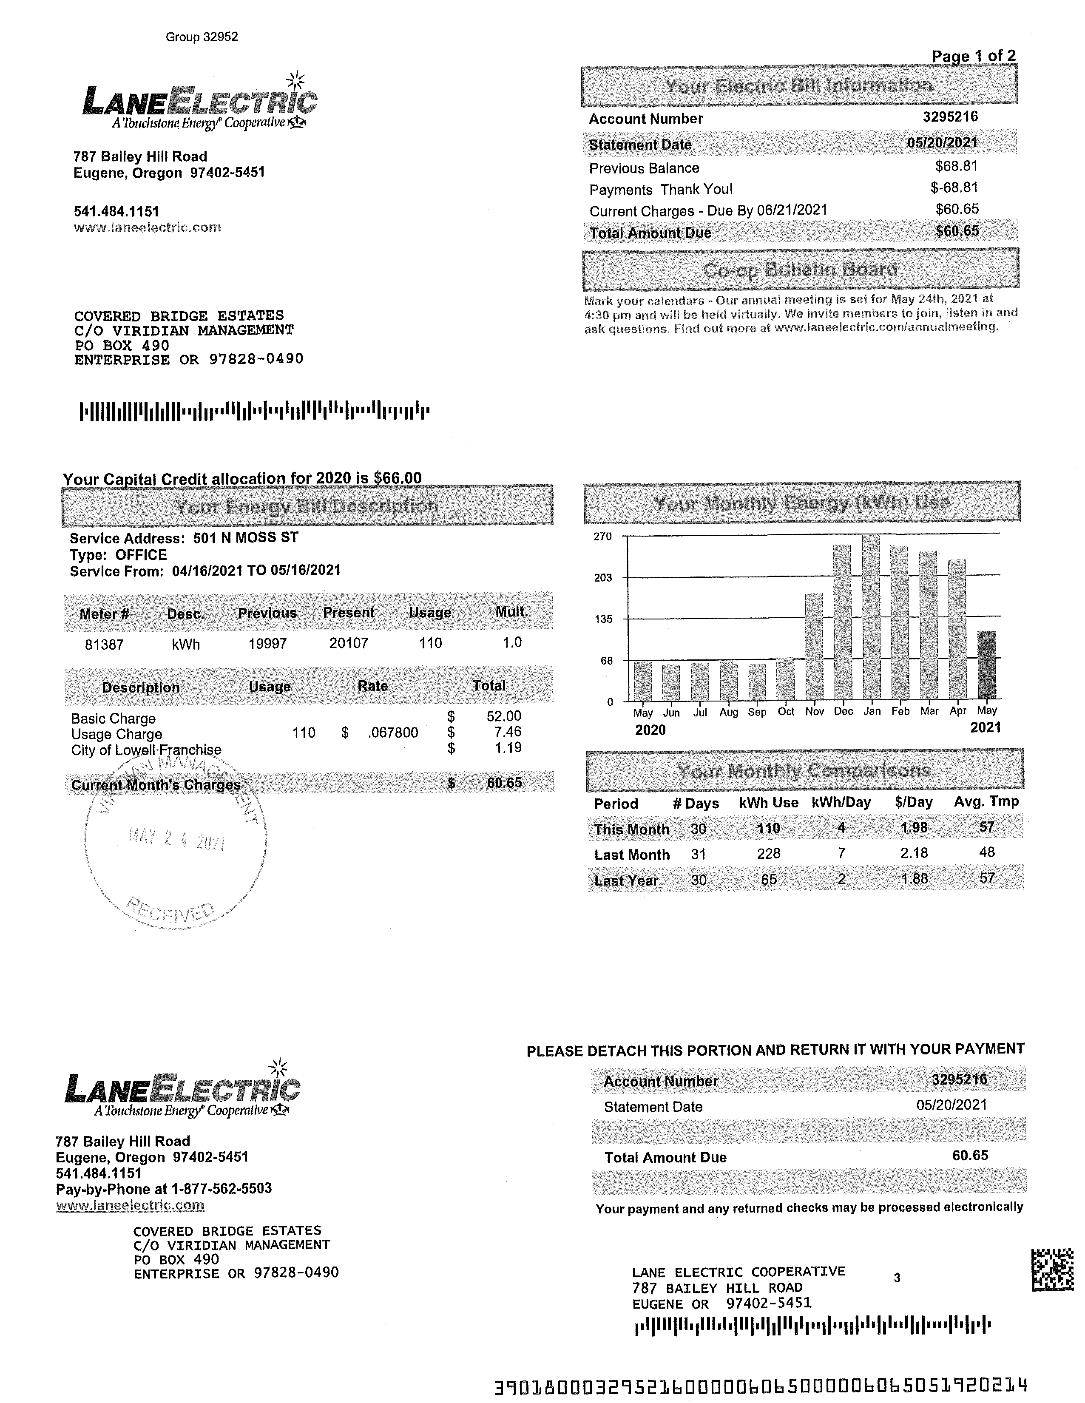 Group 32952
Page 1 of 2
LANEELECTRIC
A Touchstone Energy® Cooperative
787 Bailey Hill Road
Eugene, Oregon 97402-5451
541.484.1151
www.laneelectric.com
Your Electric Bill Information
Account Number 3295216
Statement Date 05/20/2021
Previous Balance $68.81
Payments Thank You! $-68.81
Current Charges - Due By 06/21/2021 $60.65
Total Amount Due $60.65
Co-op Bulletin Board
Mark your calendars - Our annual meeting is set for May 24th, 2021 at
4:30 pm and will be held virtually. We invite members to join, listen in and
ask questions. Find out more at www.laneelectric.com/annualmeeting.
COVERED BRIDGE ESTATES
C/O VIRIDIAN MANAGEMENT
PO BOX 490
ENTERPRISE OR 97828-0490
Your Capital Credit allocation for 2020 is $66.00
Your Energy Bill Description
Service Address: 501 N MOSS ST
Type: OFFICE
Service From: 04/16/2021 TO 05/16/2021
Meter # Desc. Previous Present Usage Mult.
81387 kWh 19997 20107 110 1.0
Description Usage Rate Total
Basic Charge $ 52.00
Usage Charge 110 $ .067800 $ 7.46
City of Lowell-Franchise $ 1.19
Current Month's Charges $ 60.65
MAY 24 2021
RECEIVED
Your Monthly Energy (kWh) Use
270
203
135
68
0
May Jun Jul Aug Sep Oct Nov Dec Jan Feb Mar Apr May
2020 2021
Your Monthly Comparisons
Period # Days kWh Use kWh/Day $/Day Avg. Tmp
This Month 30 110 4 1.98 57
Last Month 31 228 7 2.18 48
Last Year 30 65 2 1.88 57
PLEASE DETACH THIS PORTION AND RETURN IT WITH YOUR PAYMENT
LANEELECTRIC
A Touchstone Energy® Cooperative
787 Bailey Hill Road
Eugene, Oregon 97402-5451
541.484.1151
Pay-by-Phone at 1-877-562-5503
www.laneelectric.com
Account Number 3295216
Statement Date 05/20/2021
Total Amount Due 60.65
Your payment and any returned checks may be processed electronically
COVERED BRIDGE ESTATES
C/O VIRIDIAN MANAGEMENT
PO BOX 490
ENTERPRISE OR 97828-0490
LANE ELECTRIC COOPERATIVE 3
787 BAILEY HILL ROAD
EUGENE OR 97402-5451
390180003295216000006065000006065051920214